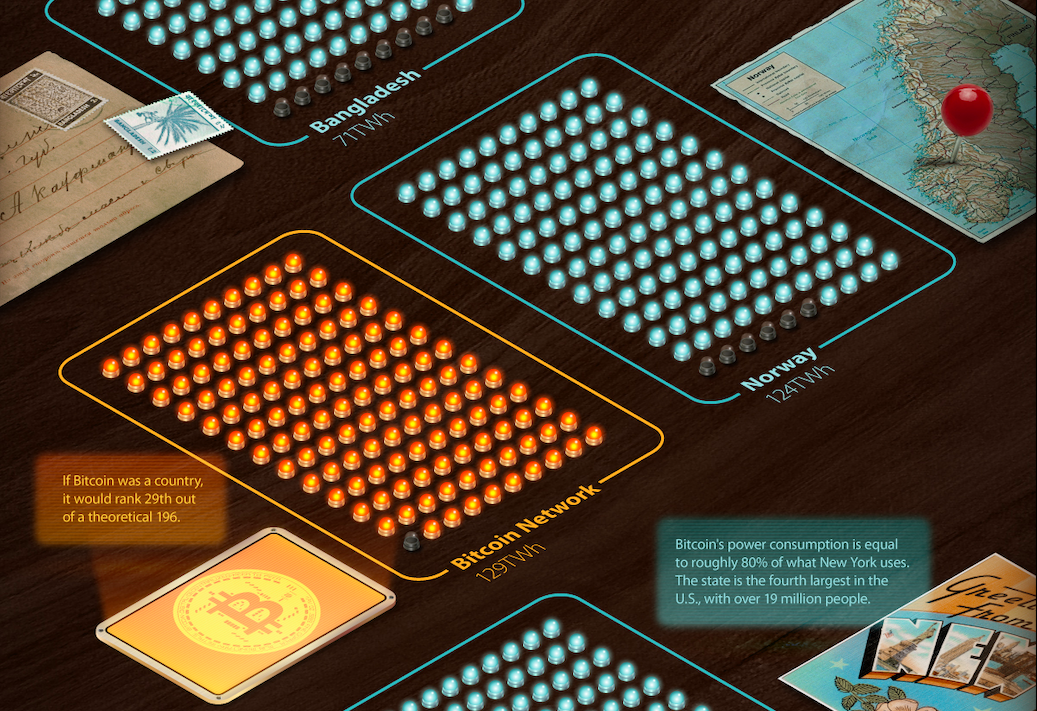 Bangladesh
71TWh
Norway
Norway
124TWh
If Bitcoin was a country,
it would rank 29th out
of a theoretical 196.
Bitcoin Network
129TWh
Bitcoin's power consumption is equal
to roughly 80% of what New York uses.
The state is the fourth largest in the
U.S., with over 19 million people.
from